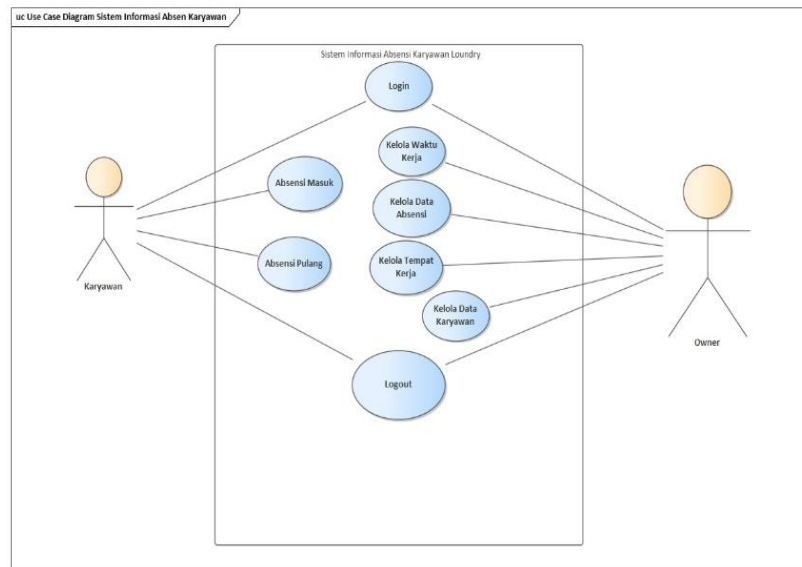 uc Use Case Diagram Sistem Informasi Absen Karyawan
Sistem Informasi Absensi Karyawan Loundry
Login
Kelola Waktu
Kerja
Absensi Masuk
Kelola Data
Absensi
Absensi Pulang
Kelola Tempat
Kerja
Karyawan
Kelola Data
Karyawan
Owner
Logout